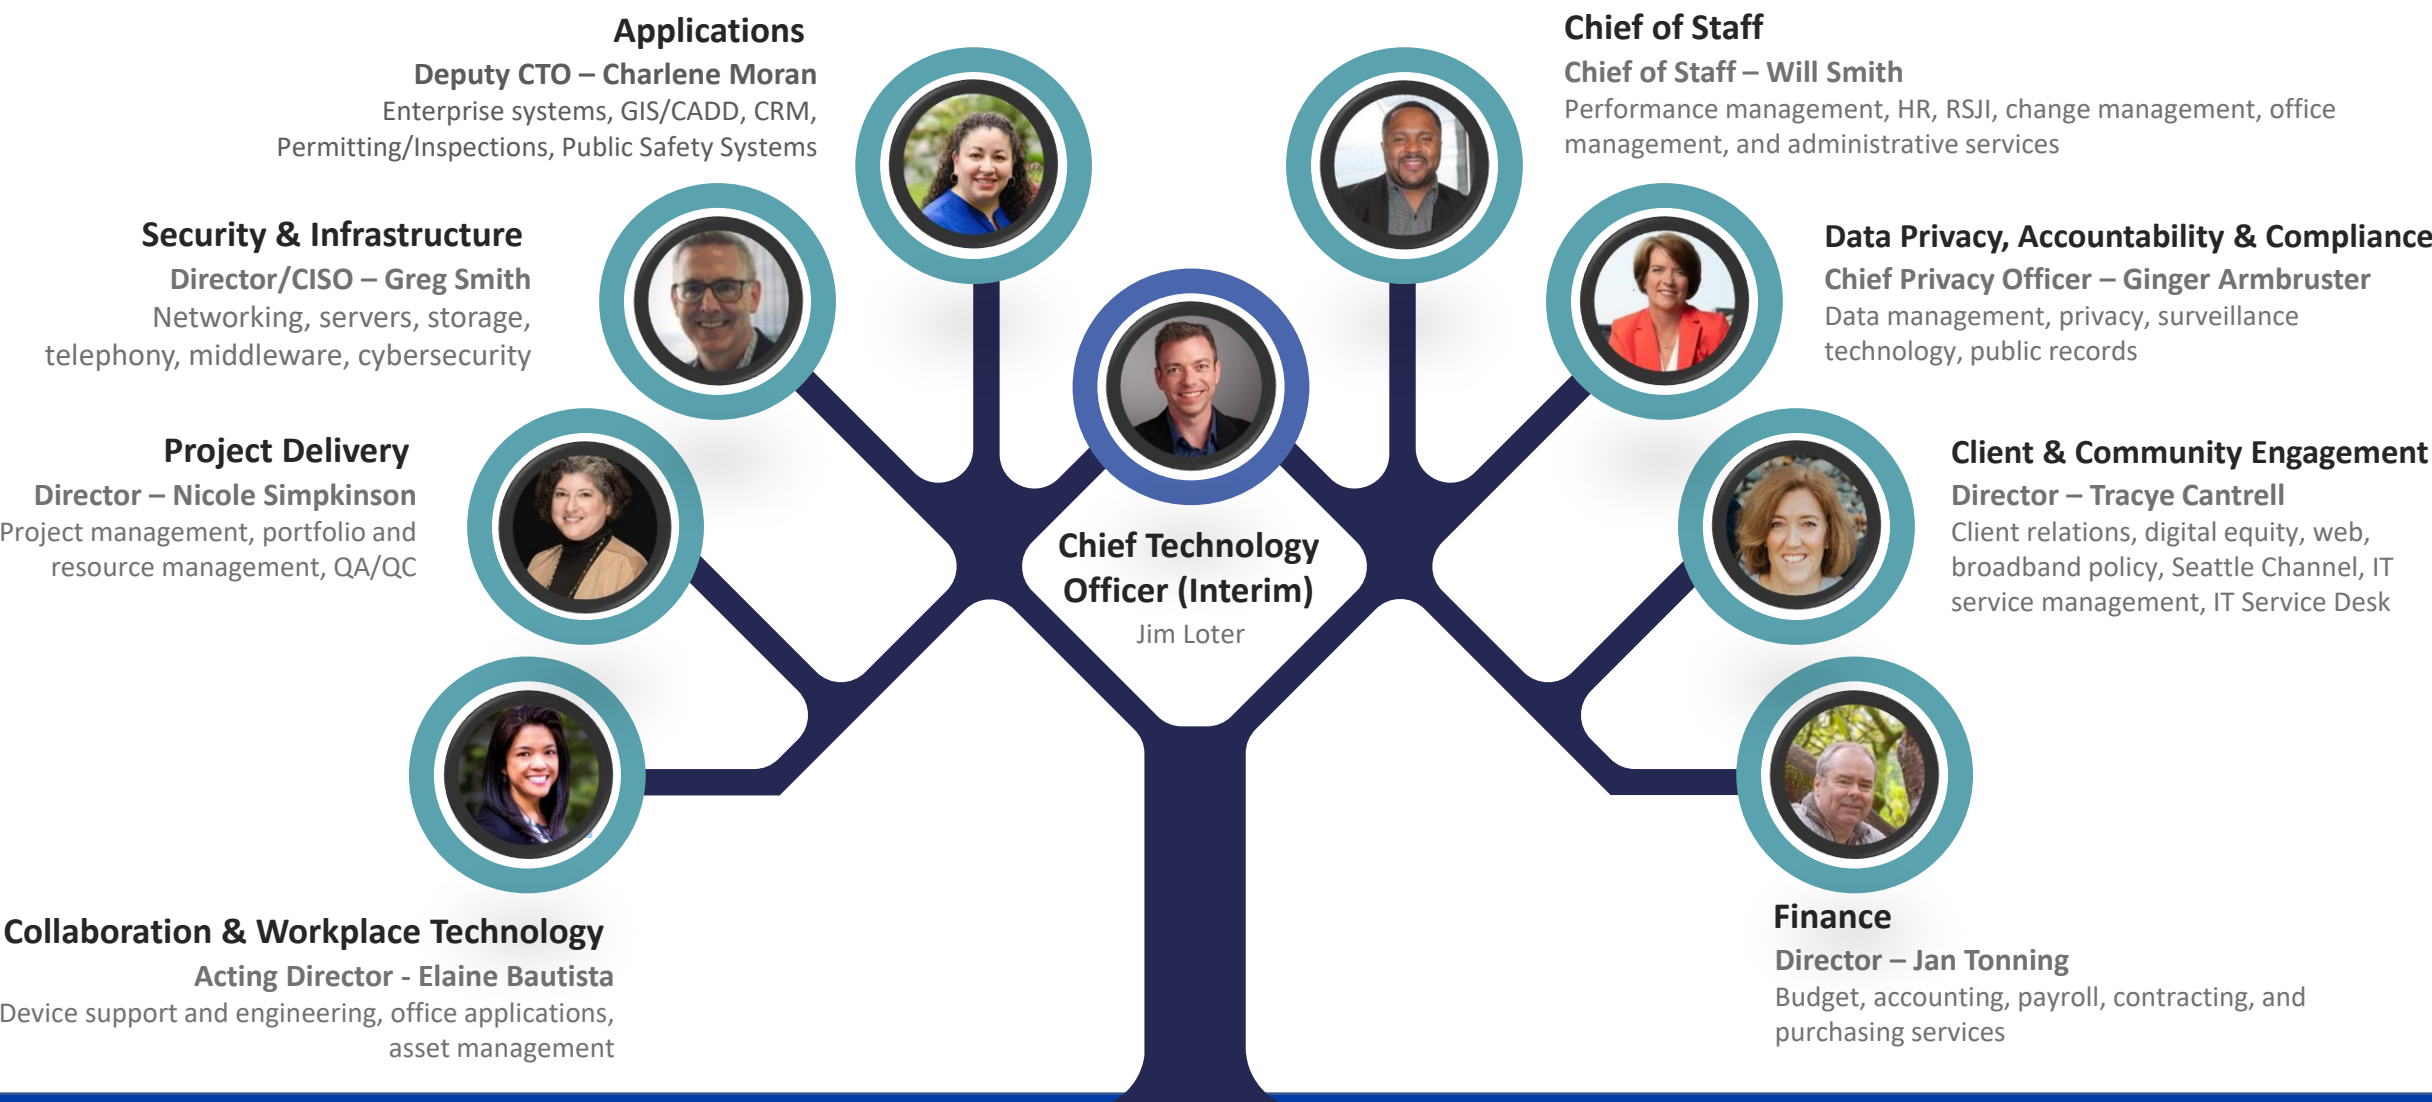 Applications
Deputy CTO – Charlene Moran
Enterprise systems, GIS/CADD, CRM,
Permitting/Inspections, Public Safety Systems
Security & Infrastructure
Director/CISO – Greg Smith
Networking, servers, storage,
telephony, middleware, cybersecurity
Project Delivery
Director – Nicole Simpkinson
Project management, portfolio and
resource management, QA/QC
Collaboration & Workplace Technology
Acting Director - Elaine Bautista
Device support and engineering, office applications,
asset management
Chief Technology
Officer (Interim)
Jim Loter
Chief of Staff
Chief of Staff – Will Smith
Performance management, HR, RSJI, change management, office
management, and administrative services
Data Privacy, Accountability & Compliance
Chief Privacy Officer – Ginger Armbruster
Data management, privacy, surveillance
technology, public records
Client & Community Engagement
Director – Tracye Cantrell
Client relations, digital equity, web,
broadband policy, Seattle Channel, IT
service management, IT Service Desk
Finance
Director – Jan Tonning
Budget, accounting, payroll, contracting, and
purchasing services